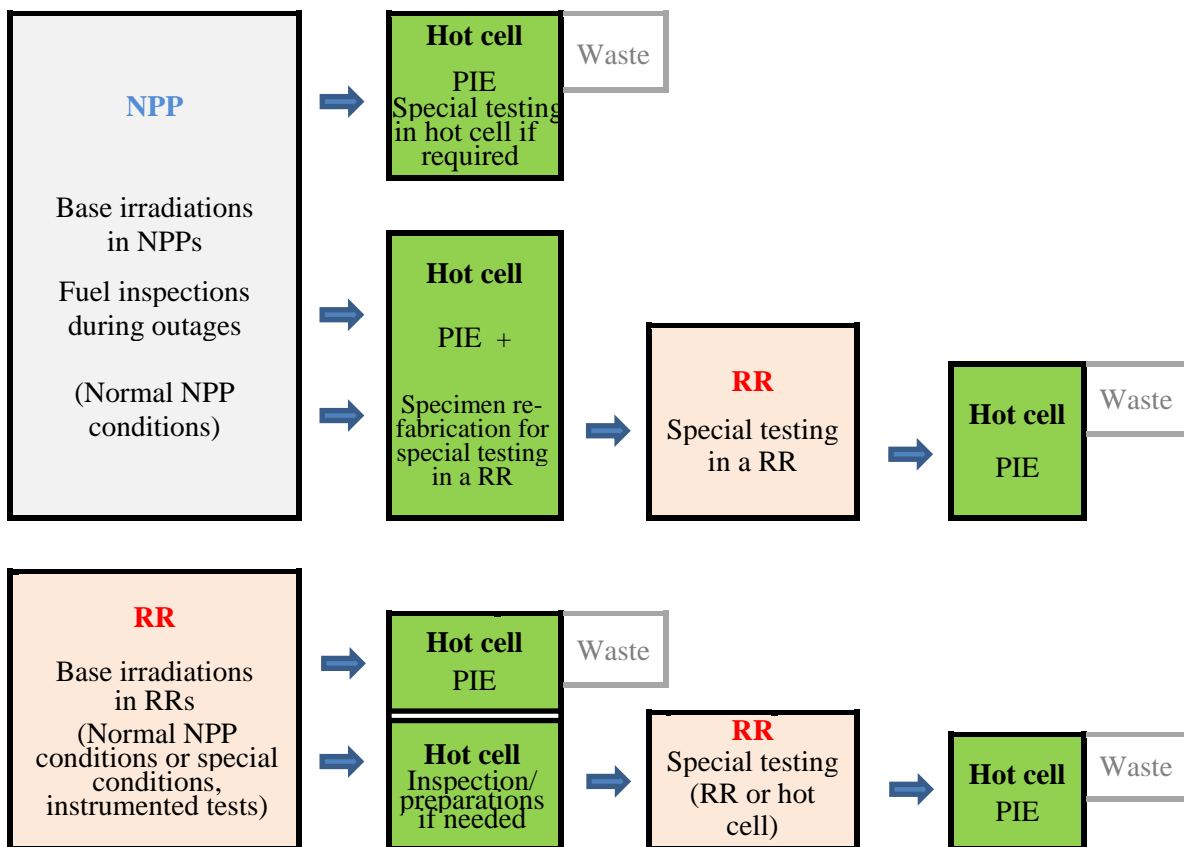 NPP
Base irradiations
in NPPs
Fuel inspections
during outages
(Normal NPP
conditions)
Hot cell
PIE
Special testing
in hot cell if
required
Waste
Hot cell
PIE +
Specimen re-
fabrication for
special testing
in a RR
RR
Special testing
in a RR
Hot cell
PIE
Waste
RR
Base irradiations
in RRs
(Normal NPP
conditions or special
conditions,
instrumented tests)
Hot cell
PIE
Waste
Hot cell
Inspection/
preparations
if needed
RR
Special testing
(RR or hot
cell)
Hot cell
PIE
Waste